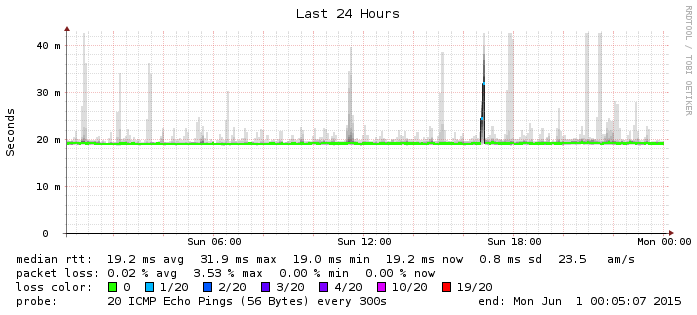 Last 24 Hours
RRDTOOL / TOBI OETIKER
Seconds
40 m
30 m
20 m
10 m
0
Sun 06:00 Sun 12:00 Sun 18:00 Mon 00:00
median rtt: 19.2 ms avg 31.9 ms max 19.0 ms min 19.2 ms now 0.8 ms sd 23.5 am/s
packet loss: 0.02 % avg 3.53 % max 0.00 % min 0.00 % now
loss color: 0 1/20 2/20 3/20 4/20 10/20 19/20
probe: 20 ICMP Echo Pings (56 Bytes) every 300s end: Mon Jun 1 00:05:07 2015